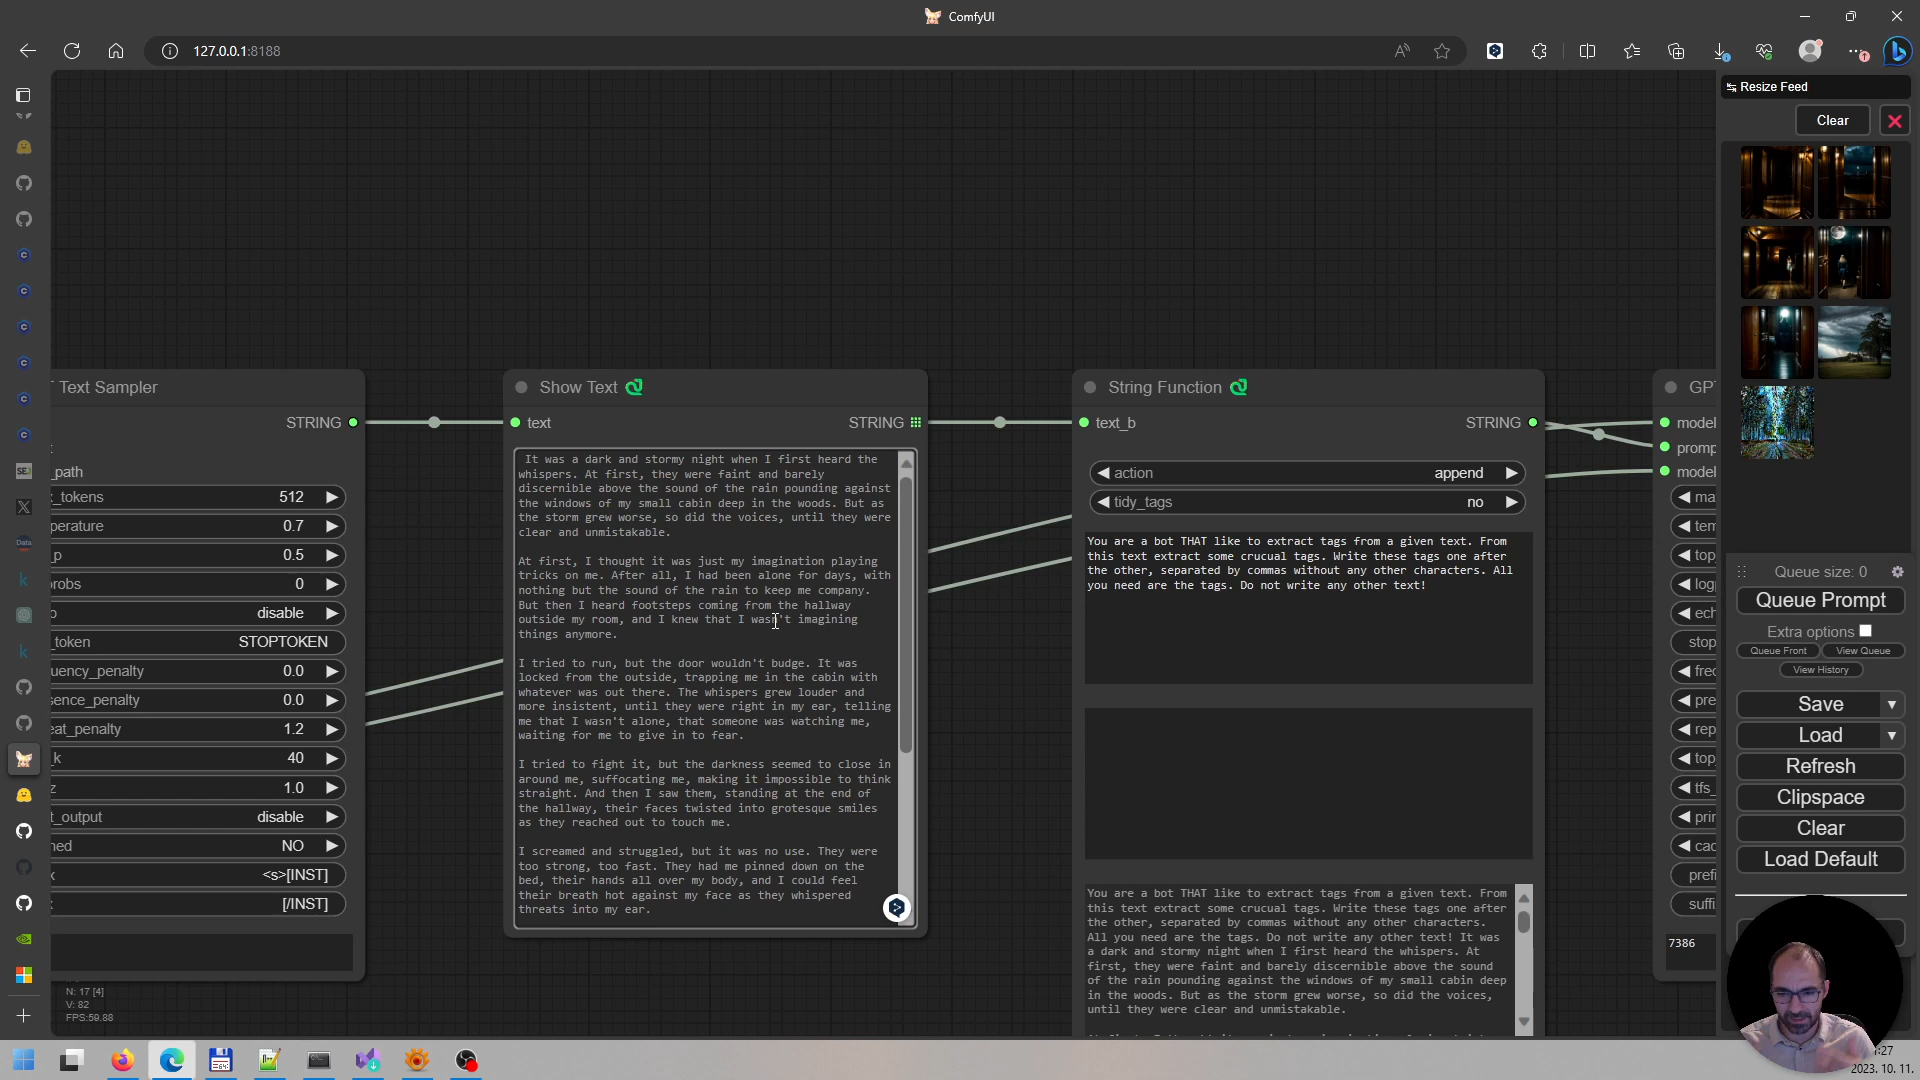 ComfyUI
127.0.0.1:8188
Resize Feed
Clear
Text Sampler
STRING
_path
_tokens
512
perature
0.7
_p
0.5
robs
0
disable
_token
STOPTOKEN
uency_penalty
0.0
sence_penalty
0.0
eat_penalty
1.2
_k
40
z
1.0
t_output
disable
ned
NO
<s>[INST]
[/INST]
N: 17 [4]
V: 82
FPS:59.88
Show Text
text
STRING
It was a dark and stormy night when I first heard the
whispers. At first, they were faint and barely
discernible above the sound of the rain pounding against
the windows of my small cabin deep in the woods. But as
the storm grew worse, so did the voices, until they were
clear and unmistakable.
At first, I thought it was just my imagination playing
tricks on me. After all, I had been alone for days, with
nothing but the sound of the rain to keep me company.
But then I heard footsteps coming from the hallway
outside my room, and I knew that I wasn't imagining
things anymore.
I tried to run, but the door wouldn't budge. It was
locked from the outside, trapping me in the cabin with
whatever was out there. The whispers grew louder and
more insistent, until they were right in my ear, telling
me that I wasn't alone, that someone was watching me,
waiting for me to give in to fear.
I tried to fight it, but the darkness seemed to close in
around me, suffocating me, making it impossible to think
straight. And then I saw them, standing at the end of
the hallway, their faces twisted into grotesque smiles
as they reached out to touch me.
I screamed and struggled, but it was no use. They were
too strong, too fast. They had me pinned down on the
bed, their hands all over my body, and I could feel
their breath hot against my face as they whispered
threats into my ear.
String Function
text_b
STRING
action
append
tidy_tags
no
You are a bot THAT like to extract tags from a given text. From
this text extract some crucual tags. Write these tags one after
the other, separated by commas without any other characters. All
you need are the tags. Do not write any other text!
You are a bot THAT like to extract tags from a given text. From
this text extract some crucual tags. Write these tags one after
the other, separated by commas without any other characters.
All you need are the tags. Do not write any other text! It was
a dark and stormy night when I first heard the whispers. At
first, they were faint and barely discernible above the sound
of the rain pounding against the windows of my small cabin deep
in the woods. But as the storm grew worse, so did the voices,
until they were clear and unmistakable.
GPT
model
promp
model
ma
tem
top
log
ech
stop
fred
pre
rep
top_
tfs_
prin
cac
prefi
suffi
7386
Queue size: 0
Queue Prompt
Extra options
Queue Front
View Queue
View History
Save
Load
Refresh
Clipspace
Clear
Load Default
:27
2023. 10. 11.